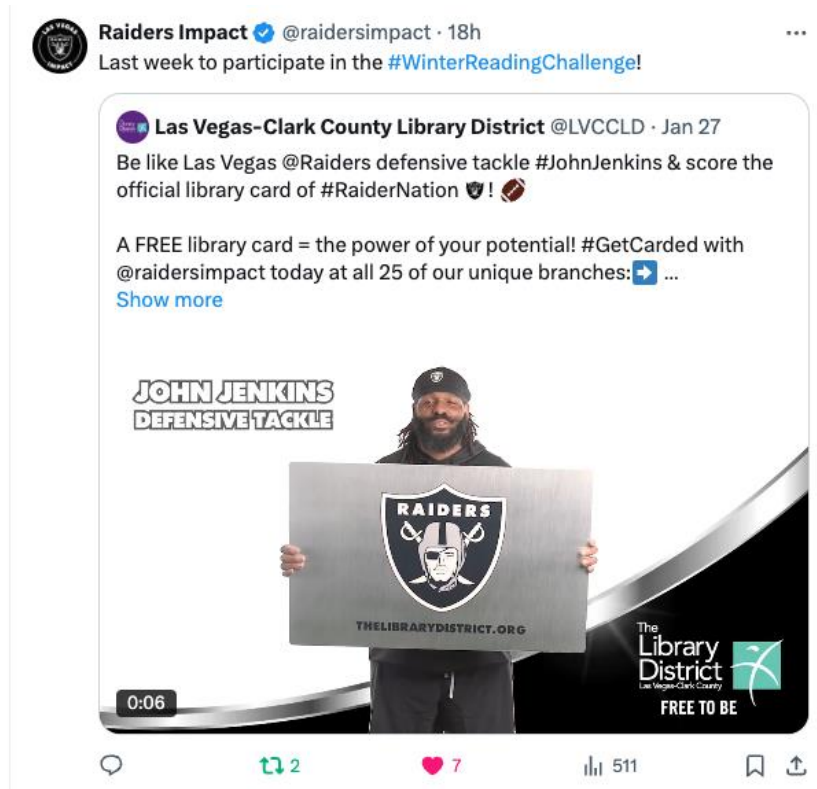 Raiders Impact @raidersimpact · 18h
Last week to participate in the #WinterReadingChallenge!
Las Vegas-Clark County Library District @LVCCLD · Jan 27
Be like Las Vegas @Raiders defensive tackle #JohnJenkins & score the
official library card of #RaiderNation ! 🏈
A FREE library card = the power of your potential! #GetCarded with
@raidersimpact today at all 25 of our unique branches:➡️ ...
Show more
JOHN JENKINS
DEFENSIVE TACKLE
RAIDERS
THELIBRARYDISTRICT.ORG
The
Library
District
Las Vegas-Clark County
FREE TO BE
0:06
2
7
511